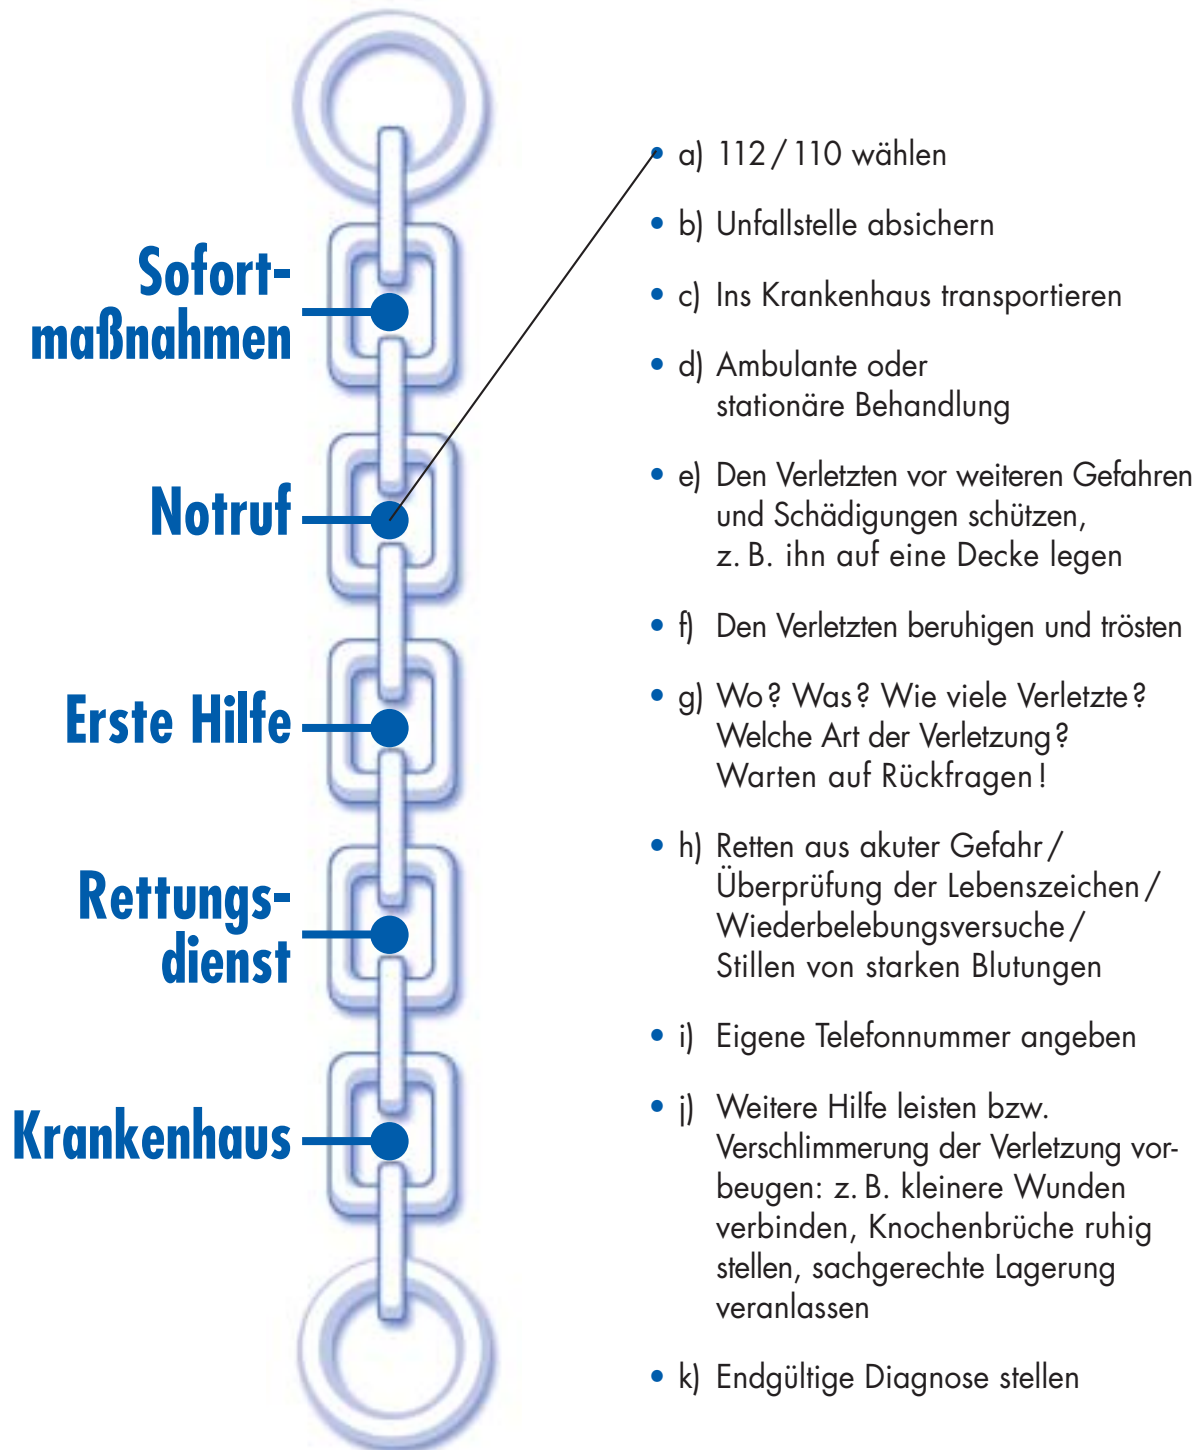 Sofort-
maßnahmen
Notruf
Erste Hilfe
Rettungs-
dienst
Krankenhaus
a) 112 / 110 wählen
b) Unfallstelle absichern
c) Ins Krankenhaus transportieren
d) Ambulante oder
stationäre Behandlung
e) Den Verletzten vor weiteren Gefahren
und Schädigungen schützen,
z. B. ihn auf eine Decke legen
f) Den Verletzten beruhigen und trösten
g) Wo? Was? Wie viele Verletzte?
Welche Art der Verletzung?
Warten auf Rückfragen!
h) Retten aus akuter Gefahr /
Überprüfung der Lebenszeichen /
Wiederbelebungsversuche /
Stillen von starken Blutungen
i) Eigene Telefonnummer angeben
j) Weitere Hilfe leisten bzw.
Verschlimmerung der Verletzung vor-
beugen: z. B. kleinere Wunden
verbinden, Knochenbrüche ruhig
stellen, sachgerechte Lagerung
veranlassen
k) Endgültige Diagnose stellen